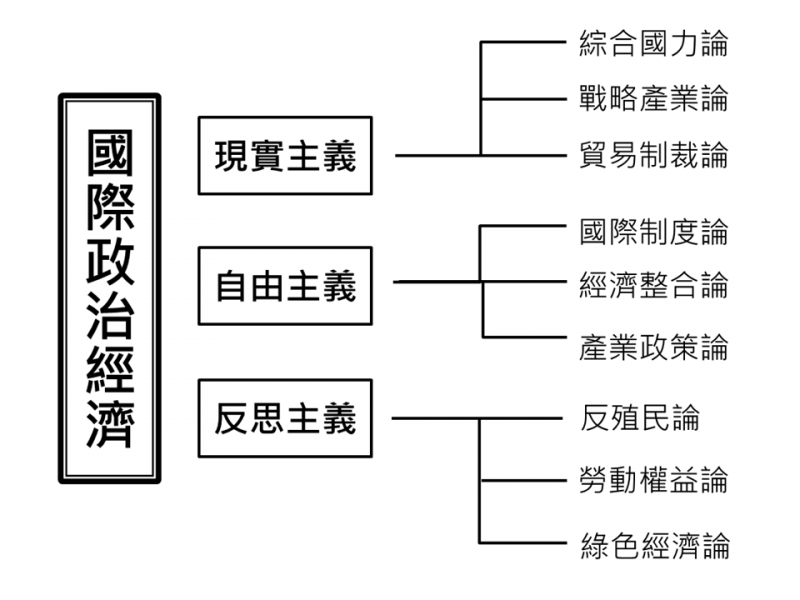 國際政治經濟
現實主義
綜合國力論
戰略產業論
貿易制裁論
自由主義
國際制度論
經濟整合論
產業政策論
反思主義
反殖民論
勞動權益論
綠色經濟論